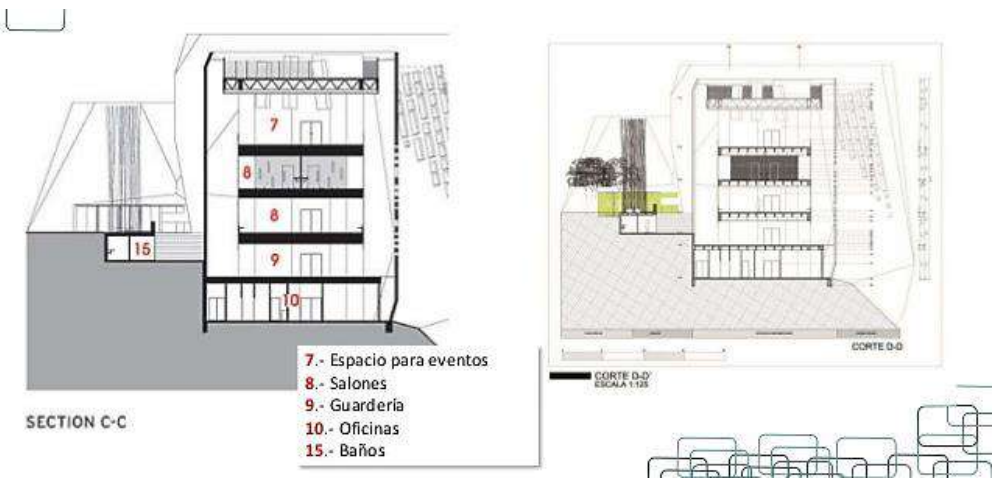 7
8
8
9
10
15
SECTION C-C
7.- Espacio para eventos
8.- Salones
9.- Guardería
10.- Oficinas
15.- Baños
CORTE D-D
CORTE D-D'
ESCALA 1:125